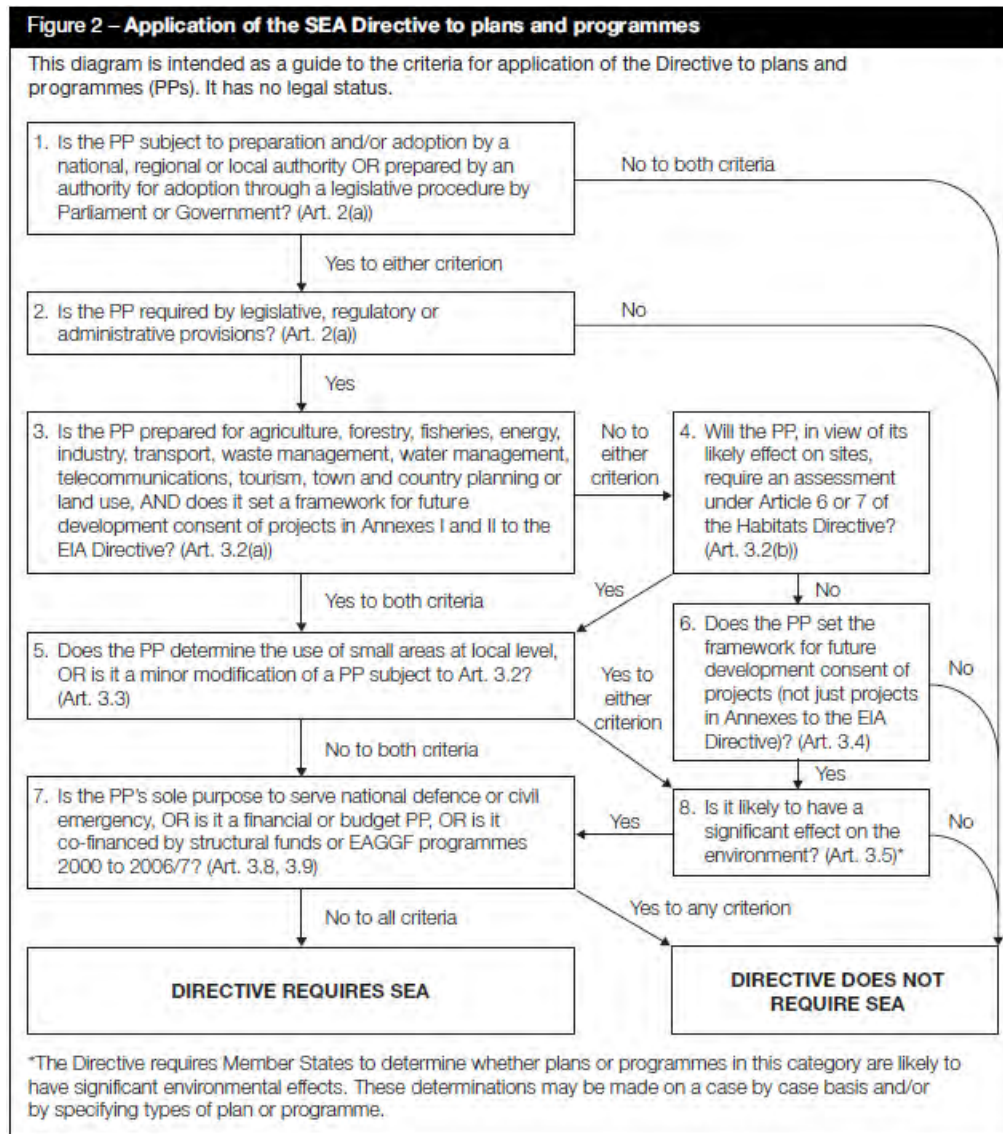 Figure 2 – Application of the SEA Directive to plans and programmes
This diagram is intended as a guide to the criteria for application of the Directive to plans and
programmes (PPs). It has no legal status.
1. Is the PP subject to preparation and/or adoption by a
national, regional or local authority OR prepared by an
authority for adoption through a legislative procedure by
Parliament or Government? (Art. 2(a))
No to both criteria
Yes to either criterion
2. Is the PP required by legislative, regulatory or
administrative provisions? (Art. 2(a))
No
Yes
3. Is the PP prepared for agriculture, forestry, fisheries, energy,
industry, transport, waste management, water management,
telecommunications, tourism, town and country planning or
land use, AND does it set a framework for future
development consent of projects in Annexes I and II to the
EIA Directive? (Art. 3.2(a))
No to
either
criterion
4. Will the PP, in view of its
likely effect on sites,
require an assessment
under Article 6 or 7 of
the Habitats Directive?
(Art. 3.2(b))
Yes to both criteria
Yes
No
5. Does the PP determine the use of small areas at local level,
OR is it a minor modification of a PP subject to Art. 3.2?
(Art. 3.3)
Yes to
either
criterion
6. Does the PP set the
framework for future
development consent of
projects (not just projects
in Annexes to the EIA
Directive)? (Art. 3.4)
No
No to both criteria
Yes
7. Is the PP's sole purpose to serve national defence or civil
emergency, OR is it a financial or budget PP, OR is it
co-financed by structural funds or EAGGF programmes
2000 to 2006/7? (Art. 3.8, 3.9)
Yes
8. Is it likely to have a
significant effect on the
environment? (Art. 3.5)*
No
No to all criteria
Yes to any criterion
DIRECTIVE REQUIRES SEA
DIRECTIVE DOES NOT
REQUIRE SEA
*The Directive requires Member States to determine whether plans or programmes in this category are likely to
have significant environmental effects. These determinations may be made on a case by case basis and/or
by specifying types of plan or programme.